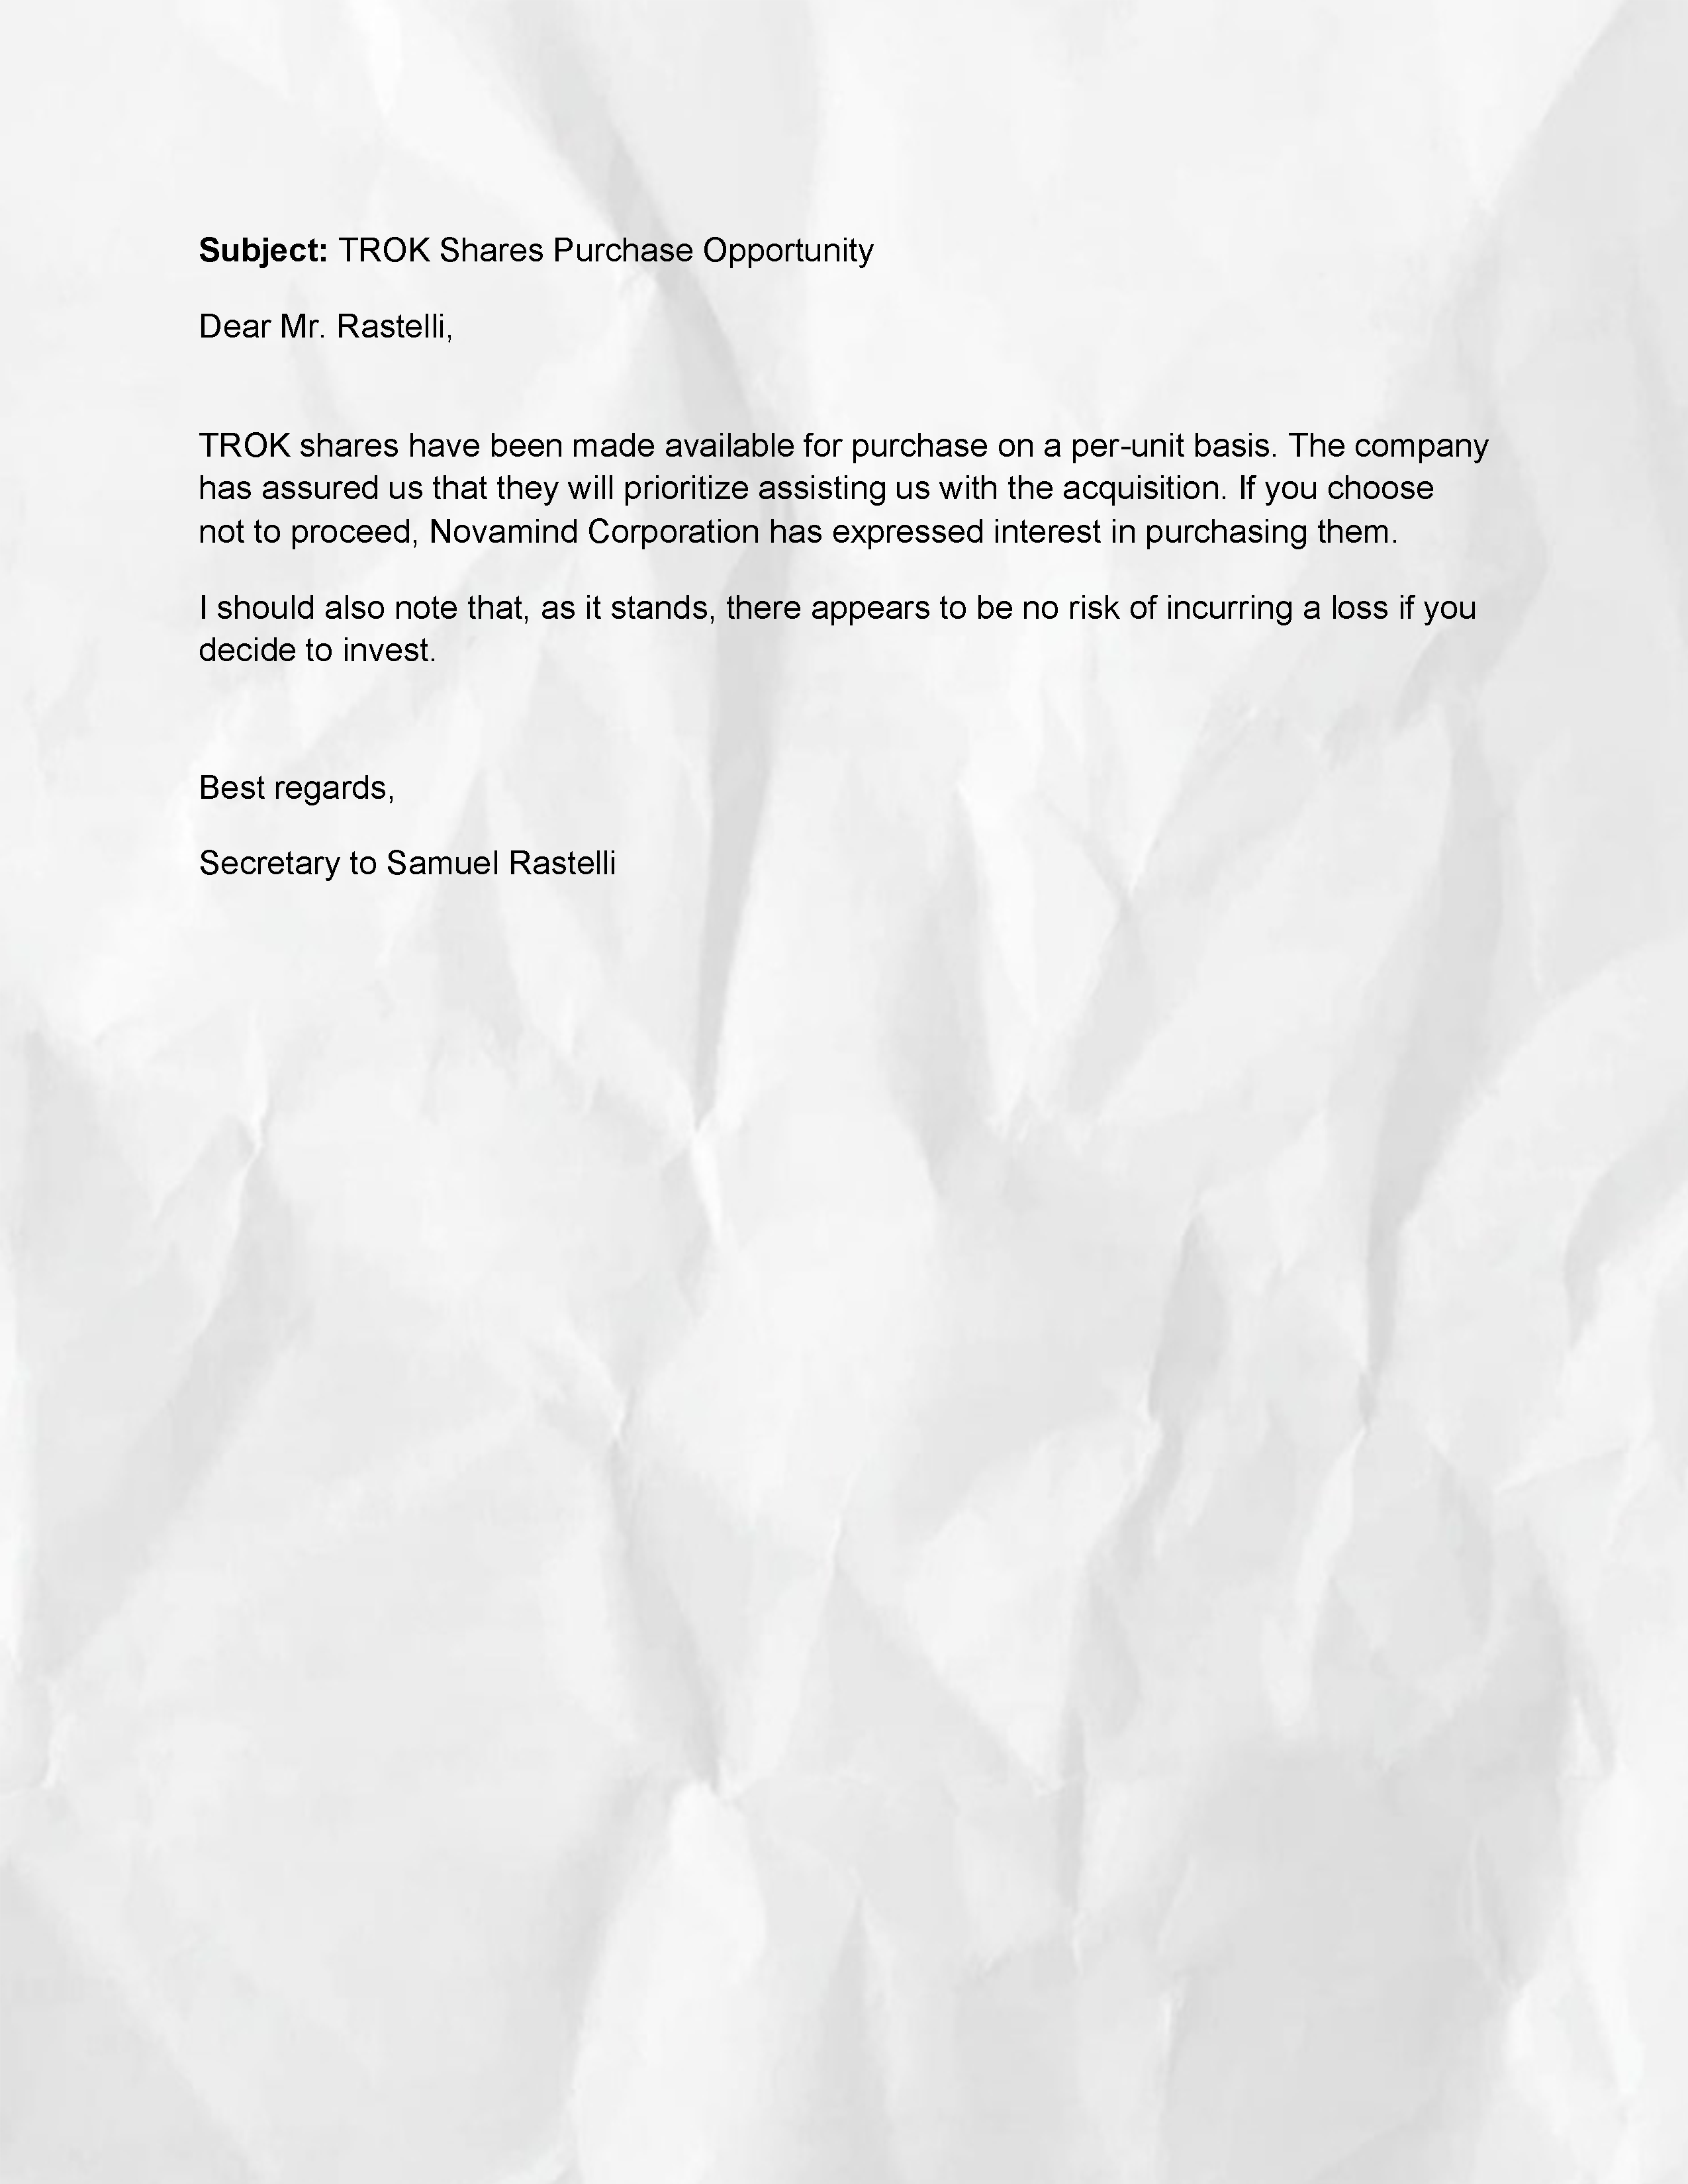 Subject: TROK Shares Purchase Opportunity
Dear Mr. Rastelli,
TROK shares have been made available for purchase on a per-unit basis. The company
has assured us that they will prioritize assisting us with the acquisition. If you choose
not to proceed, Novamind Corporation has expressed interest in purchasing them.
I should also note that, as it stands, there appears to be no risk of incurring a loss if you
decide to invest.
Best regards,
Secretary to Samuel Rastelli